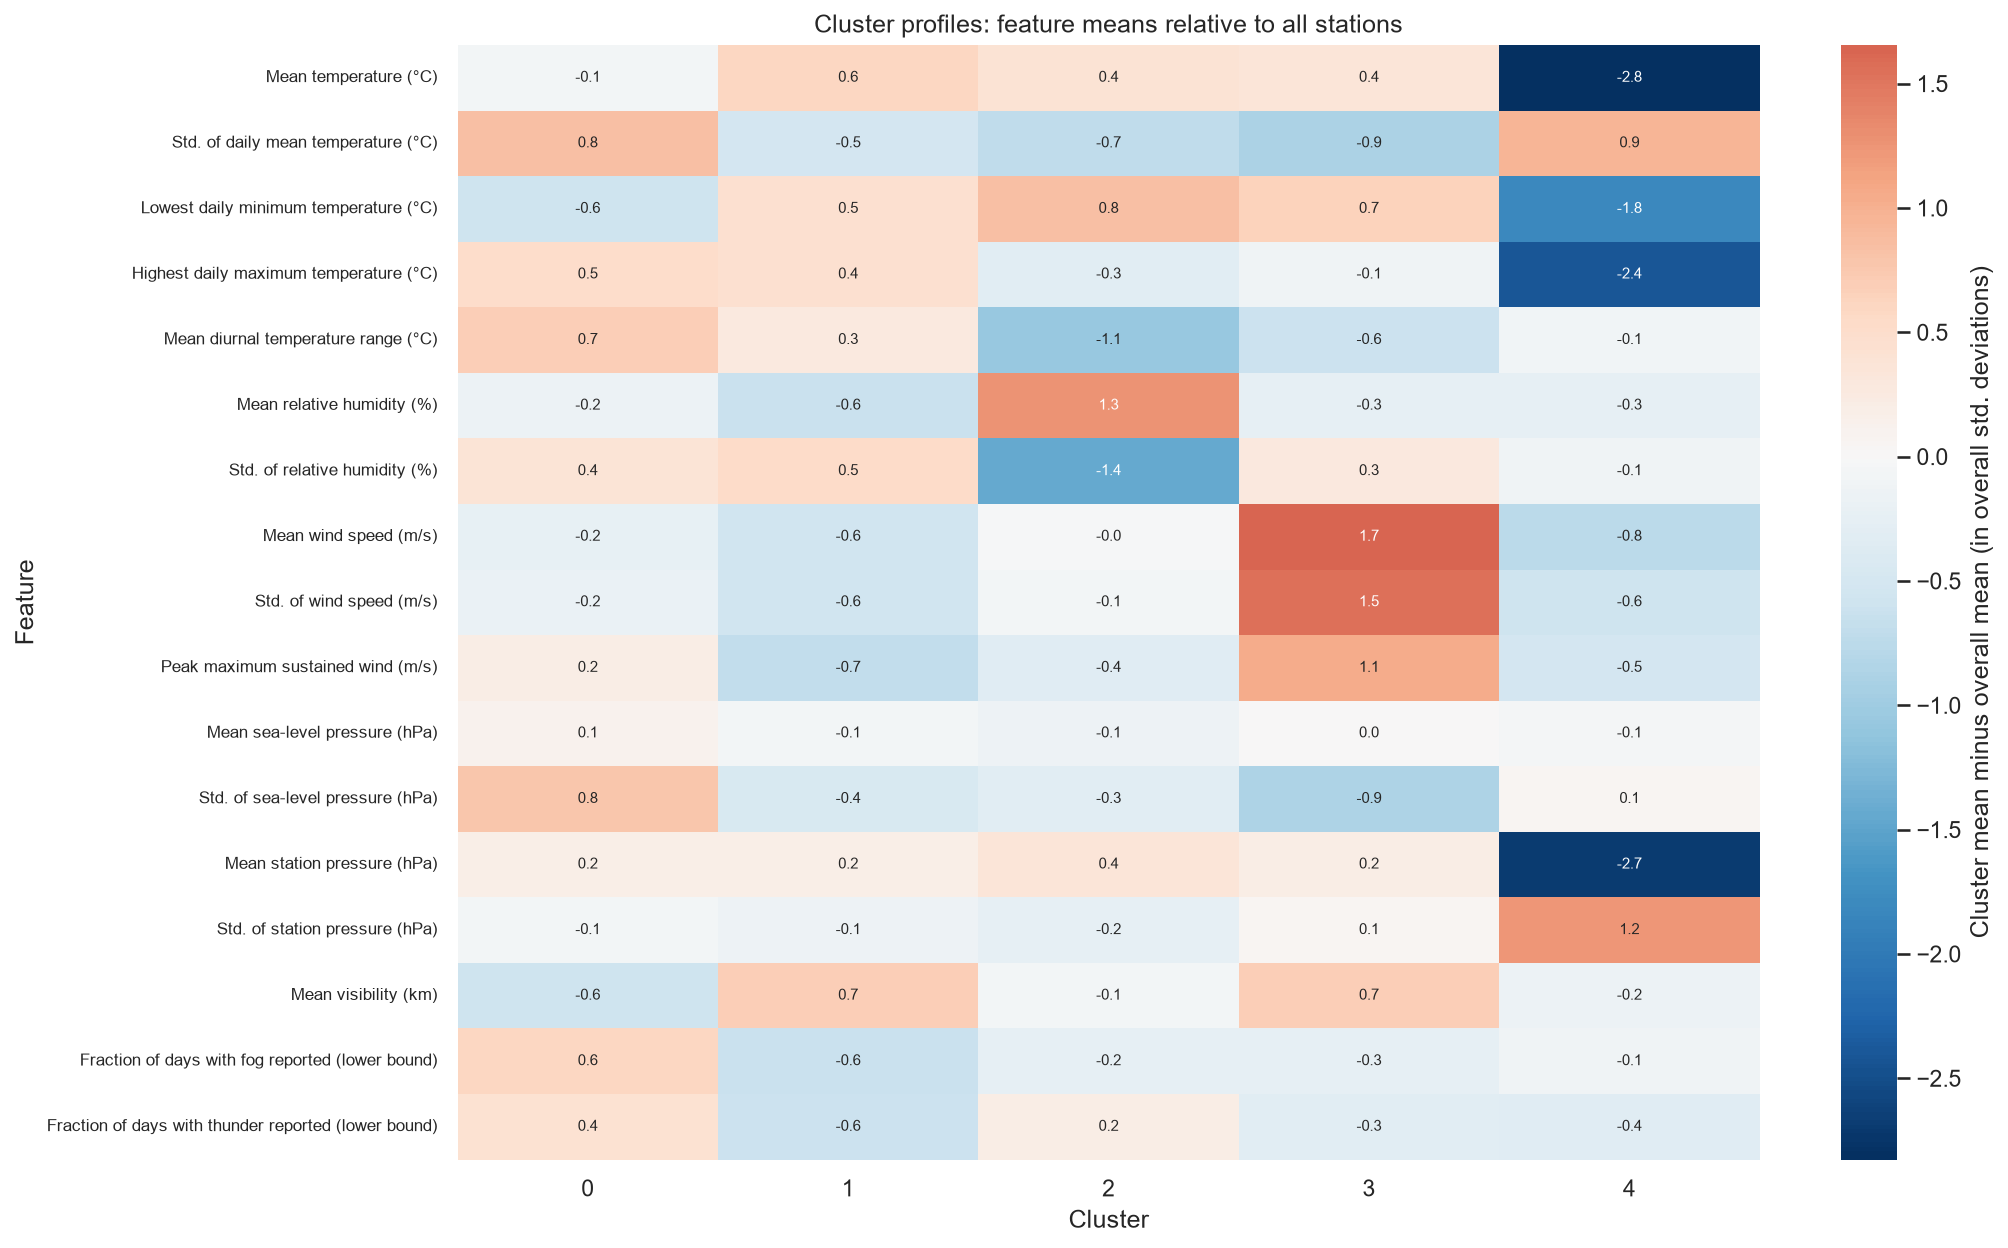 Cluster profiles: feature means relative to all stations
Mean temperature (°C) -0.1 0.6 0.4 0.4 -2.8
Std. of daily mean temperature (°C) 0.8 -0.5 -0.7 -0.9 0.9
Lowest daily minimum temperature (°C) -0.6 0.5 0.8 0.7 -1.8
Highest daily maximum temperature (°C) 0.5 0.4 -0.3 -0.1 -2.4
Mean diurnal temperature range (°C) 0.7 0.3 -1.1 -0.6 -0.1
Mean relative humidity (%) -0.2 -0.6 1.3 -0.3 -0.3
Std. of relative humidity (%) 0.4 0.5 -1.4 0.3 -0.1
Mean wind speed (m/s) -0.2 -0.6 -0.0 1.7 -0.8
Std. of wind speed (m/s) -0.2 -0.6 -0.1 1.5 -0.6
Peak maximum sustained wind (m/s) 0.2 -0.7 -0.4 1.1 -0.5
Mean sea-level pressure (hPa) 0.1 -0.1 -0.1 0.0 -0.1
Std. of sea-level pressure (hPa) 0.8 -0.4 -0.3 -0.9 0.1
Mean station pressure (hPa) 0.2 0.2 0.4 0.2 -2.7
Std. of station pressure (hPa) -0.1 -0.1 -0.2 0.1 1.2
Mean visibility (km) -0.6 0.7 -0.1 0.7 -0.2
Fraction of days with fog reported (lower bound) 0.6 -0.6 -0.2 -0.3 -0.1
Fraction of days with thunder reported (lower bound) 0.4 -0.6 0.2 -0.3 -0.4
0 1 2 3 4
Cluster
Feature
1.5
1.0
0.5
0.0
−0.5
−1.0
−1.5
−2.0
−2.5
Cluster mean minus overall mean (in overall std. deviations)